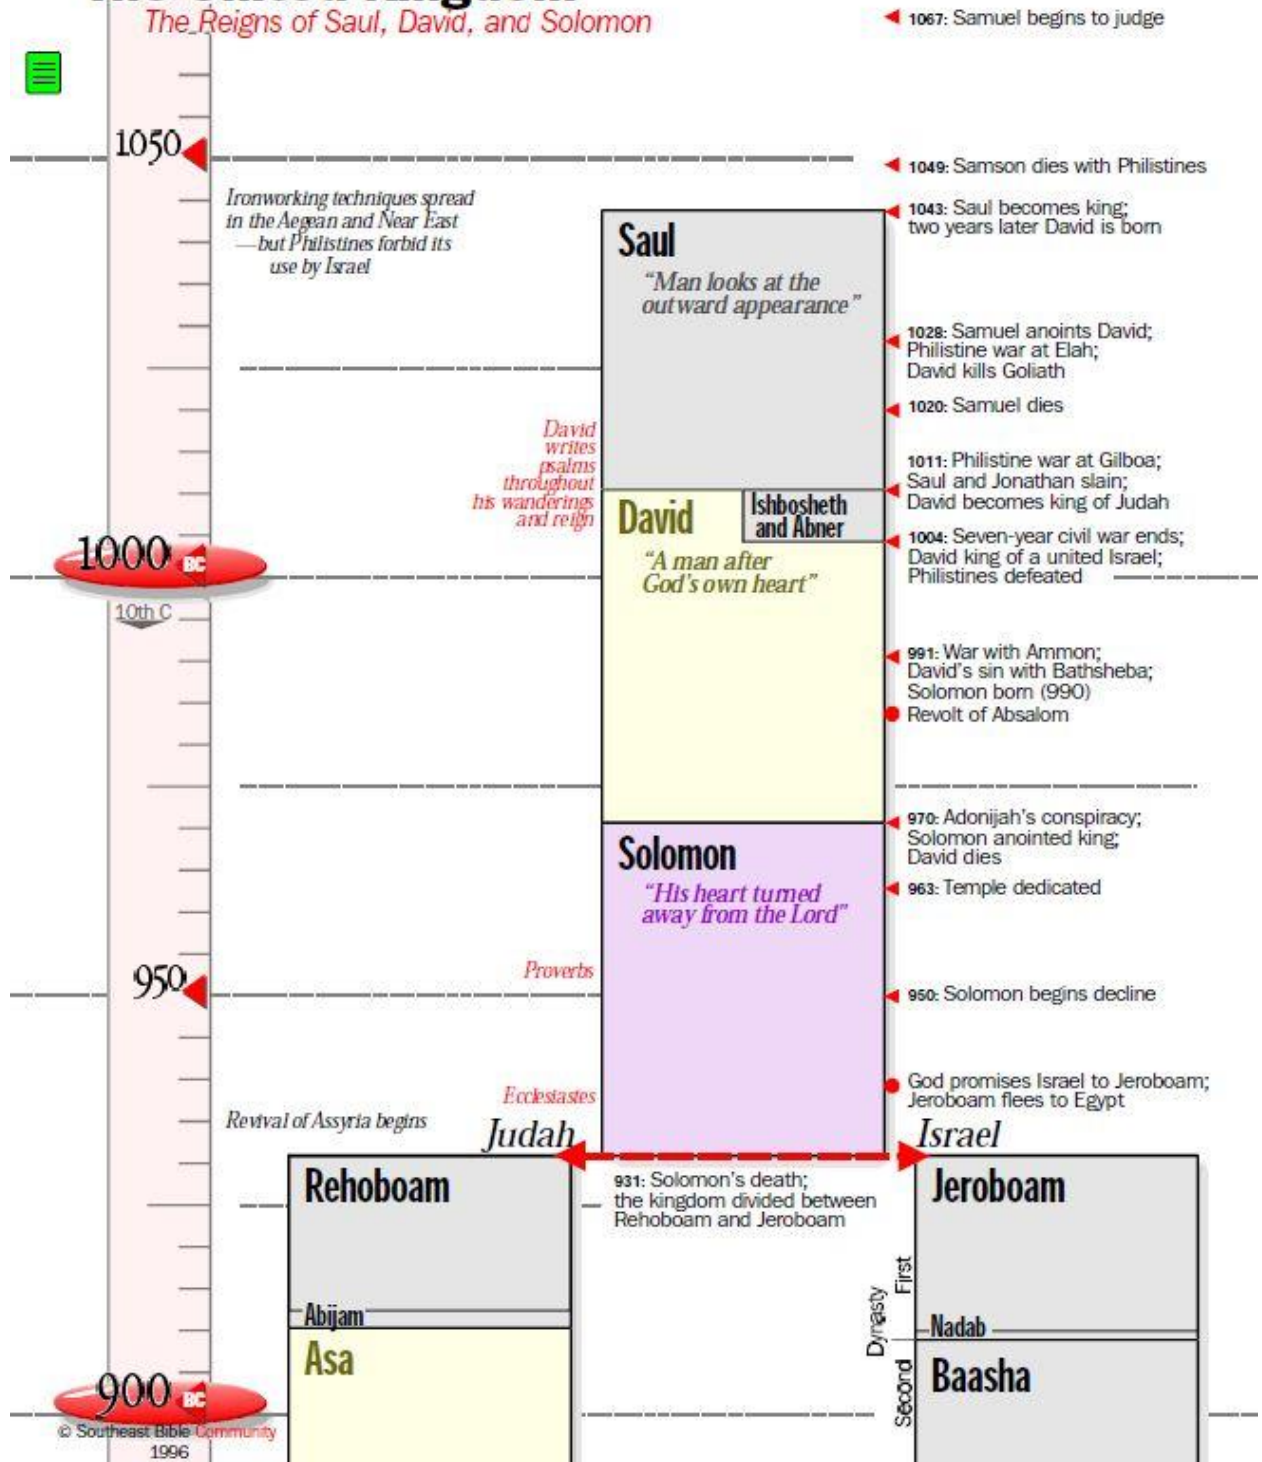 The Reigns of Saul, David, and Solomon
1067: Samuel begins to judge
1050
1049: Samson dies with Philistines
Ironworking techniques spread
in the Aegean and Near East
—but Philistines forbid its
use by Israel
1043: Saul becomes king;
two years later David is born
Saul
“Man looks at the
outward appearance”
1028: Samuel anoints David;
Philistine war at Elah;
David kills Goliath
1020: Samuel dies
David
writes
psalms
throughout
his wanderings
and reign
1011: Philistine war at Gilboa;
Saul and Jonathan slain;
David becomes king of Judah
David
Ishbosheth
and Abner
“A man after
God’s own heart”
1004: Seven-year civil war ends;
David king of a united Israel;
Philistines defeated
1000 BC
10th C
991: War with Ammon;
David’s sin with Bathsheba;
Solomon born (990)
Revolt of Absalom
970: Adonijah’s conspiracy;
Solomon anointed king;
David dies
Solomon
“His heart turned
away from the Lord”
963: Temple dedicated
Proverbs
950
950: Solomon begins decline
Ecclesiastes
God promises Israel to Jeroboam;
Jeroboam flees to Egypt
Revival of Assyria begins
Judah
Israel
931: Solomon’s death;
the kingdom divided between
Rehoboam and Jeroboam
Rehoboam
Jeroboam
Abijam
Asa
Nadab
Baasha
Dynasty
First
Second
900 BC
© Southeast Bible Community
1996